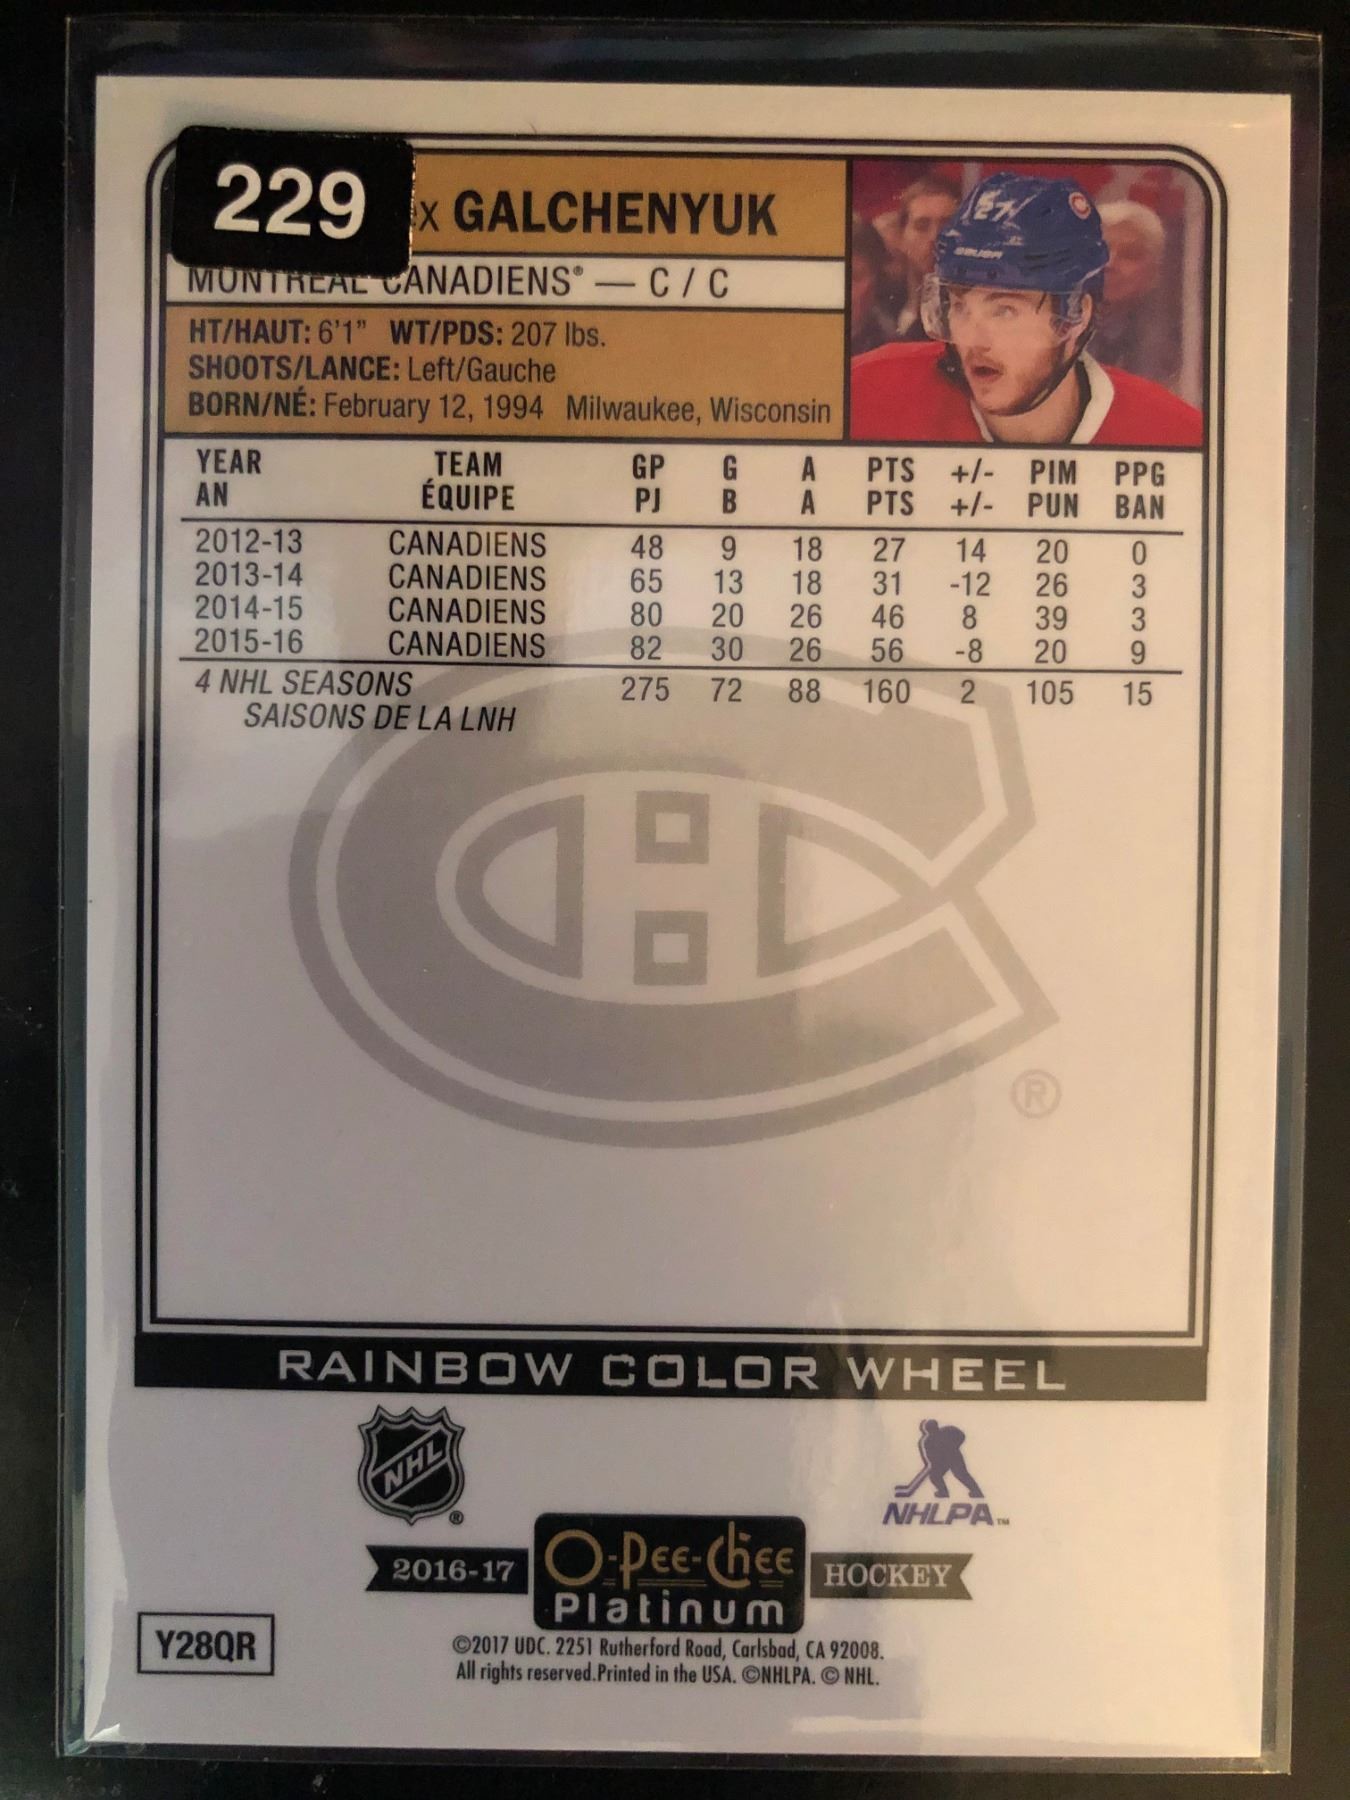 229
x GALCHENYUK
27
BAUER
MONTREAL CANADIENS® — C / C
HT/HAUT: 6'1" WT/PDS: 207 lbs.
SHOOTS/LANCE: Left/Gauche
BORN/NÉ: February 12, 1994 Milwaukee, Wisconsin
YEAR TEAM GP G A PTS +/- PIM PPG
AN ÉQUIPE PJ B A PTS +/- PUN BAN
2012-13 CANADIENS 48 9 18 27 14 20 0
2013-14 CANADIENS 65 13 18 31 -12 26 3
2014-15 CANADIENS 80 20 26 46 8 39 3
2015-16 CANADIENS 82 30 26 56 -8 20 9
4 NHL SEASONS 275 72 88 160 2 105 15
SAISONS DE LA LNH
®
RAINBOW COLOR WHEEL
NHL ®
NHLPA™
2016-17 O-Pee-Chee HOCKEY
Platinum
Y28QR
©2017 UDC. 2251 Rutherford Road, Carlsbad, CA 92008.
All rights reserved.Printed in the USA. ©NHLPA. © NHL.